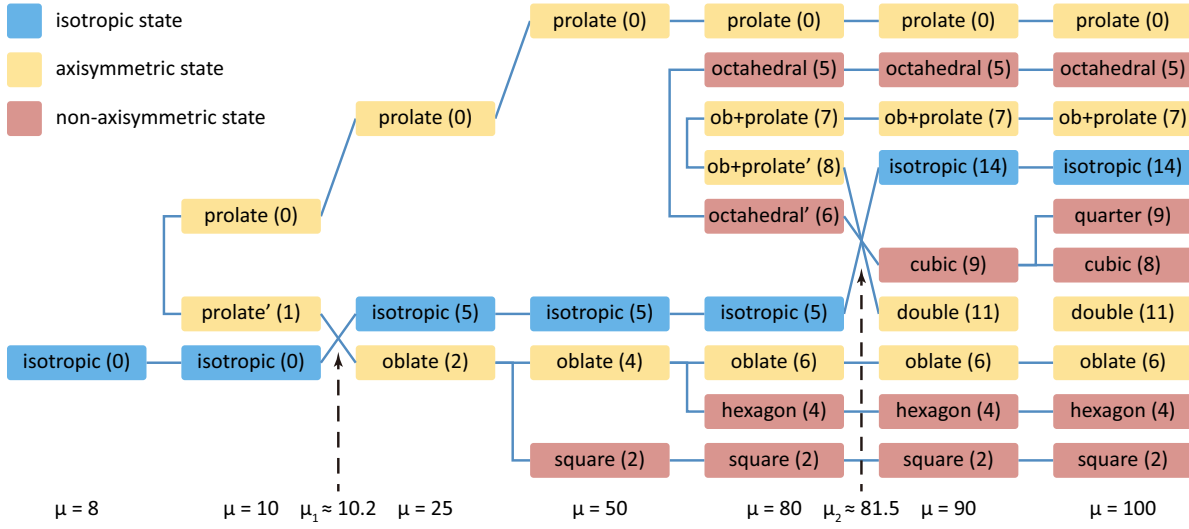 isotropic state
axisymmetric state
non-axisymmetric state
prolate (0) prolate (0) prolate (0) prolate (0)
octahedral (5) octahedral (5) octahedral (5)
prolate (0) ob+prolate (7) ob+prolate (7) ob+prolate (7)
ob+prolate’ (8) isotropic (14) isotropic (14)
prolate (0) octahedral’ (6) quarter (9)
cubic (9) cubic (8)
prolate’ (1) isotropic (5) isotropic (5) isotropic (5) double (11) double (11)
isotropic (0) isotropic (0) oblate (2) oblate (4) oblate (6) oblate (6) oblate (6)
hexagon (4) hexagon (4) hexagon (4)
square (2) square (2) square (2) square (2)
μ = 8 μ = 10 μ₁ ≈ 10.2 μ = 25 μ = 50 μ = 80 μ₂ ≈ 81.5 μ = 90 μ = 100